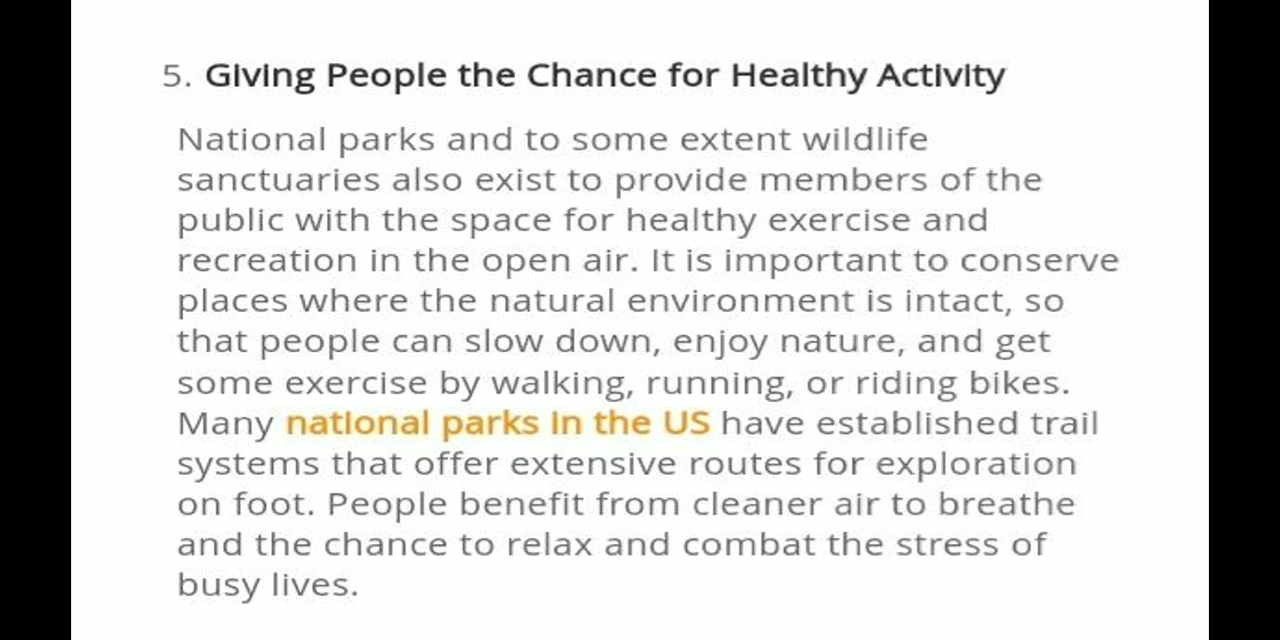 5. Giving People the Chance for Healthy Activity
National parks and to some extent wildlife
sanctuaries also exist to provide members of the
public with the space for healthy exercise and
recreation in the open air. It is important to conserve
places where the natural environment is intact, so
that people can slow down, enjoy nature, and get
some exercise by walking, running, or riding bikes.
Many national parks in the US have established trail
systems that offer extensive routes for exploration
on foot. People benefit from cleaner air to breathe
and the chance to relax and combat the stress of
busy lives.